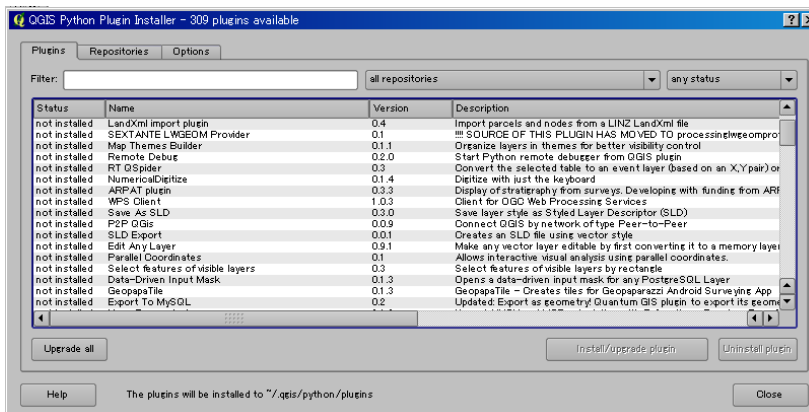 QGIS Python Plugin Installer - 309 plugins available
Plugins Repositories Options
Filter: all repositories any status
Status Name Version Description
not installed LandXml import plugin 0.4 Import parcels and nodes from a LINZ LandXml file
not installed SEXTANTE LWGEOM Provider 0.1 !!! SOURCE OF THIS PLUGIN HAS MOVED TO processinglwgeomprov
not installed Map Themes Builder 0.1.1 Organize layers in themes for better visibility control
not installed Remote Debug 0.2.0 Start Python remote debugger from QGIS plugin
not installed RT QSpider 0.3 Convert the selected table to an event layer (based on an X,Y pair) or
not installed NumericalDigitize 0.1.4 Digitize with just the keyboard
not installed ARPAT plugin 0.3.3 Display of stratigraphy from surveys. Developing with funding from ARP
not installed WPS Client 1.0.3 Client for OGC Web Processing Services
not installed Save As SLD 0.3.0 Save layer style as Styled Layer Descriptor (SLD)
not installed P2P QGis 0.0.9 Connect QGIS by network of type Peer-to-Peer
not installed SLD Export 0.0.1 Creates an SLD file using vector style
not installed Edit Any Layer 0.9.1 Make any vector layer editable by first converting it to a memory layer
not installed Parallel Coordinates 0.1 Allows interactive visual analysis using parallel coordinates.
not installed Select features of visible layers 0.3 Select features of visible layers by rectangle
not installed Data-Driven Input Mask 0.1.3 Opens a data-driven input mask for any PostgreSQL Layer
not installed GeopapaTile 0.1.3 GeopapaTile - Creates tiles for Geopaparazzi Android Surveying App
not installed Export To MySQL 0.2 Updated: Export as geometry! Quantum GIS plugin to export its geome
Upgrade all Install/upgrade plugin Uninstall plugin
Help The plugins will be installed to ~/.qgis/python/plugins Close